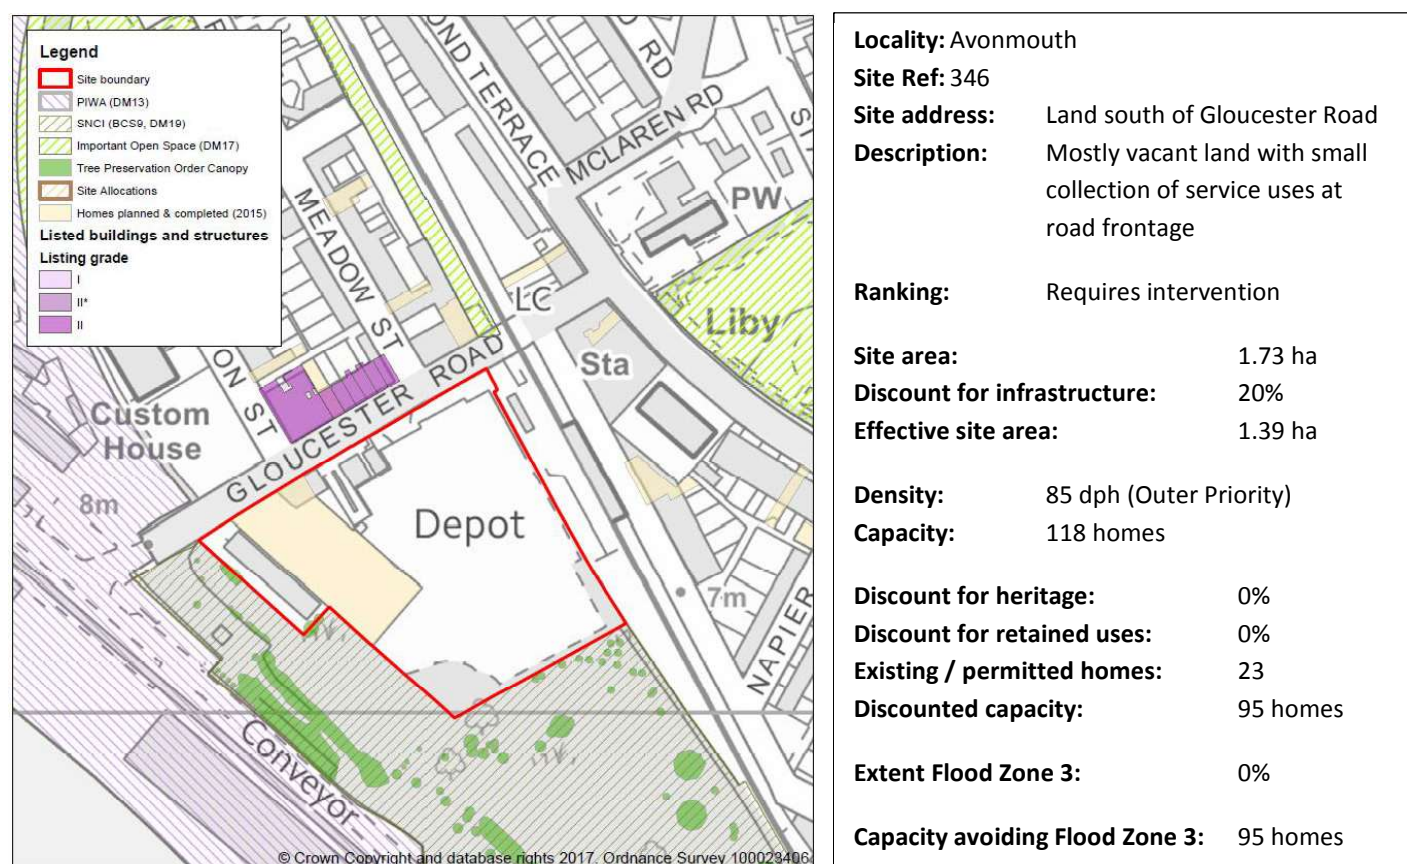 Legend
Site boundary
PIWA (DM13)
SNCI (BCS9, DM19)
Important Open Space (DM17)
Tree Preservation Order Canopy
Site Allocations
Homes planned & completed (2015)
Listed buildings and structures
Listing grade
I
II*
II
OND TERRACE
RD
MCLAREN RD
ST
PW
MEADOW ST
LC
Liby
Sta
ON ST
Custom
House
GLOUCESTER ROAD
8m
Depot
7m
NAPIER
Conveyor
© Crown Copyright and database rights 2017. Ordnance Survey 100023406
Locality: Avonmouth
Site Ref: 346
Site address: Land south of Gloucester Road
Description: Mostly vacant land with small
collection of service uses at
road frontage
Ranking: Requires intervention
Site area: 1.73 ha
Discount for infrastructure: 20%
Effective site area: 1.39 ha
Density: 85 dph (Outer Priority)
Capacity: 118 homes
Discount for heritage: 0%
Discount for retained uses: 0%
Existing / permitted homes: 23
Discounted capacity: 95 homes
Extent Flood Zone 3: 0%
Capacity avoiding Flood Zone 3: 95 homes